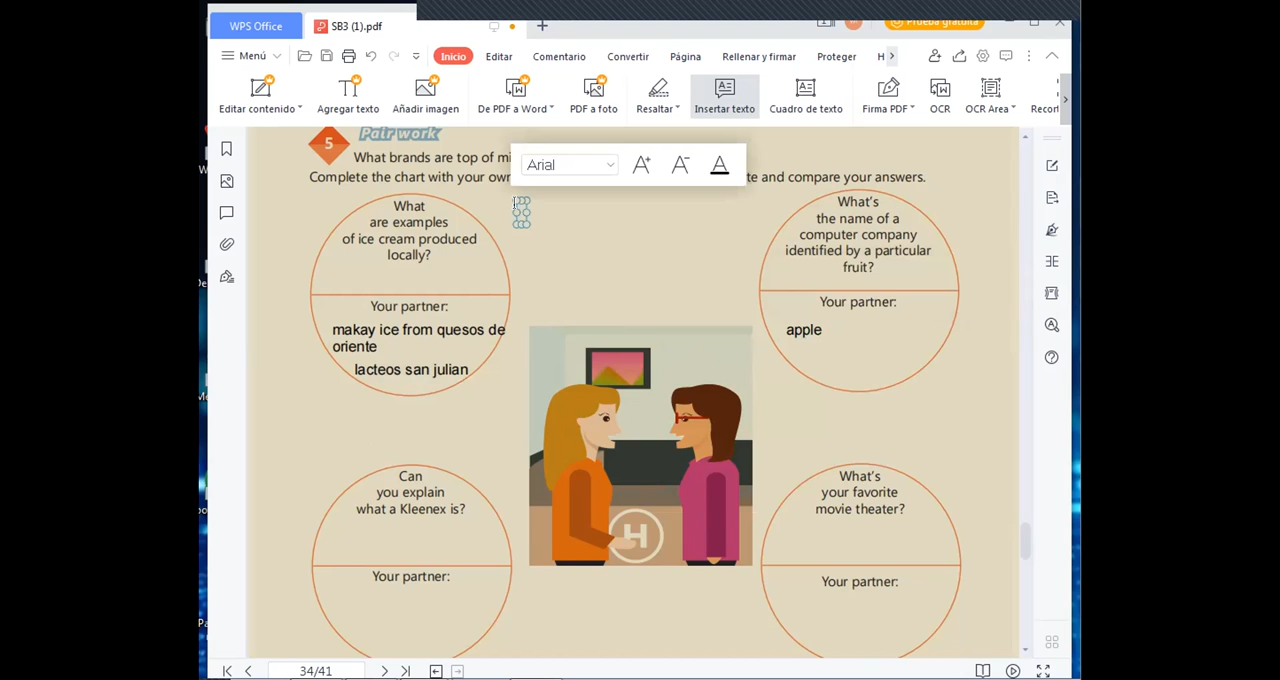 WPS Office
SB3 (1).pdf
Prueba gratuita
Menú
Inicio
Editar
Comentario
Convertir
Página
Rellenar y firmar
Proteger
H
Editar contenido
Agregar texto
Añadir imagen
De PDF a Word
PDF a foto
Resaltar
Insertar texto
Cuadro de texto
Firma PDF
OCR
OCR Area
Recort
5
Pair work
What brands are top of mi
Arial
Complete the chart with your own
te and compare your answers.
What
are examples
of ice cream produced
locally?
Your partner:
makay ice from quesos de
oriente
lacteos san julian
What's
the name of a
computer company
identified by a particular
fruit?
Your partner:
apple
H
Can
you explain
what a Kleenex is?
Your partner:
What's
your favorite
movie theater?
Your partner:
34/41